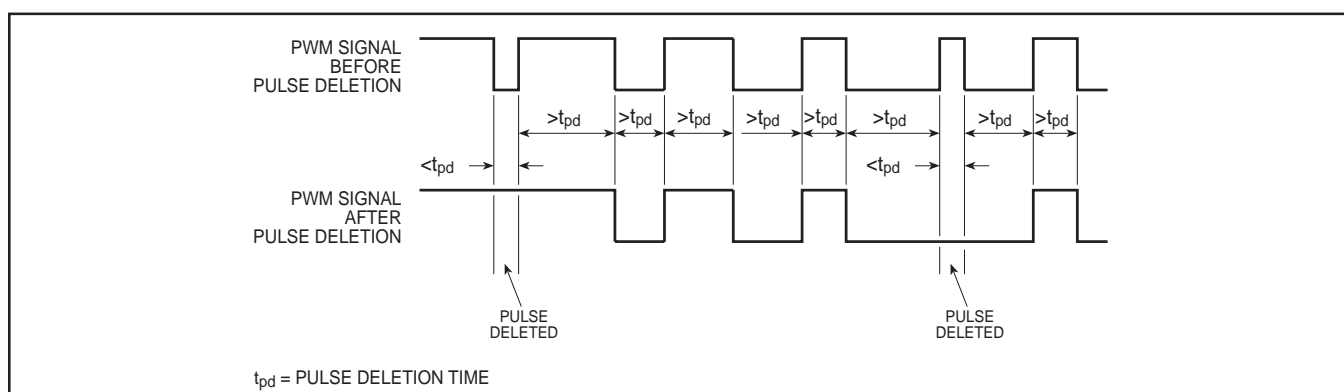 PWM SIGNAL
BEFORE
PULSE DELETION
>tpd >tpd >tpd >tpd >tpd >tpd >tpd >tpd
<tpd <tpd
PWM SIGNAL
AFTER
PULSE DELETION
PULSE
DELETED
PULSE
DELETED
tpd = PULSE DELETION TIME